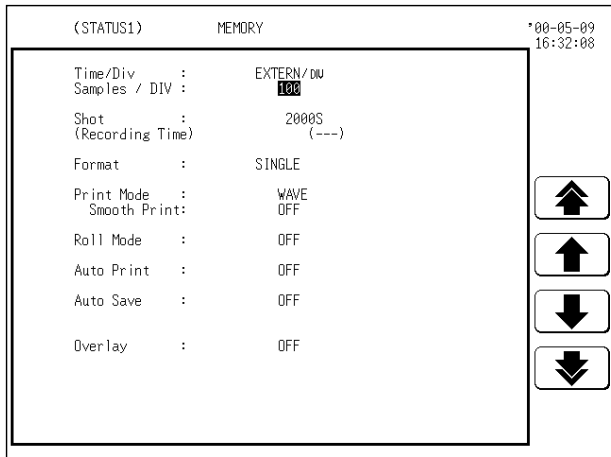 (STATUS1) MEMORY '00-05-09
16:32:08
Time/Div : EXTERN/DIV
Samples / DIV : 100
Shot : 2000S
(Recording Time) (---)
Format : SINGLE
Print Mode : WAVE
Smooth Print: OFF
Roll Mode : OFF
Auto Print : OFF
Auto Save : OFF
Overlay : OFF